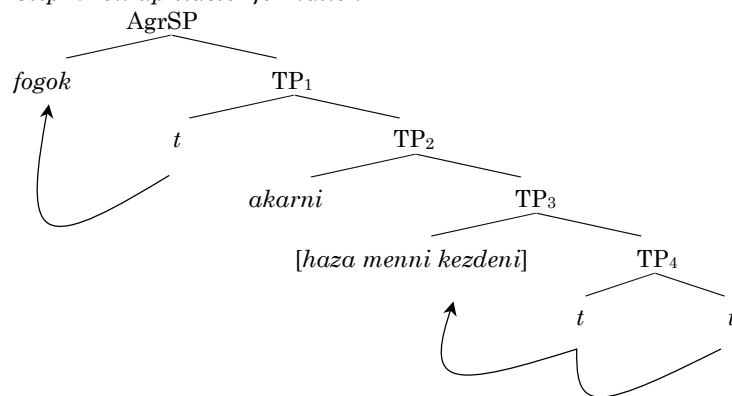 AgrSP
fogok TP₁
t TP₂
akarni TP₃
[haza menni kezdeni] TP₄
t t